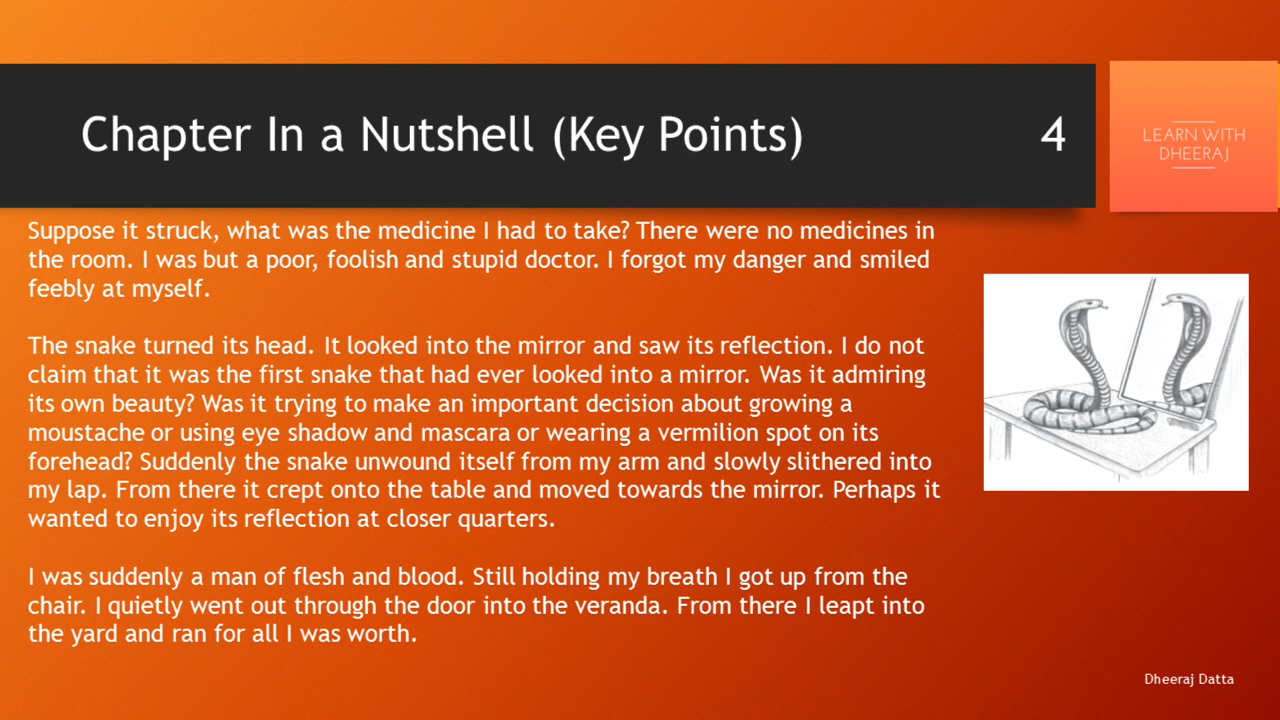 Chapter In a Nutshell (Key Points)
4
LEARN WITH
DHEERAJ
Suppose it struck, what was the medicine I had to take? There were no medicines in
the room. I was but a poor, foolish and stupid doctor. I forgot my danger and smiled
feebly at myself.
The snake turned its head. It looked into the mirror and saw its reflection. I do not
claim that it was the first snake that had ever looked into a mirror. Was it admiring
its own beauty? Was it trying to make an important decision about growing a
moustache or using eye shadow and mascara or wearing a vermilion spot on its
forehead? Suddenly the snake unwound itself from my arm and slowly slithered into
my lap. From there it crept onto the table and moved towards the mirror. Perhaps it
wanted to enjoy its reflection at closer quarters.
I was suddenly a man of flesh and blood. Still holding my breath I got up from the
chair. I quietly went out through the door into the veranda. From there I leapt into
the yard and ran for all I was worth.
Dheeraj Datta